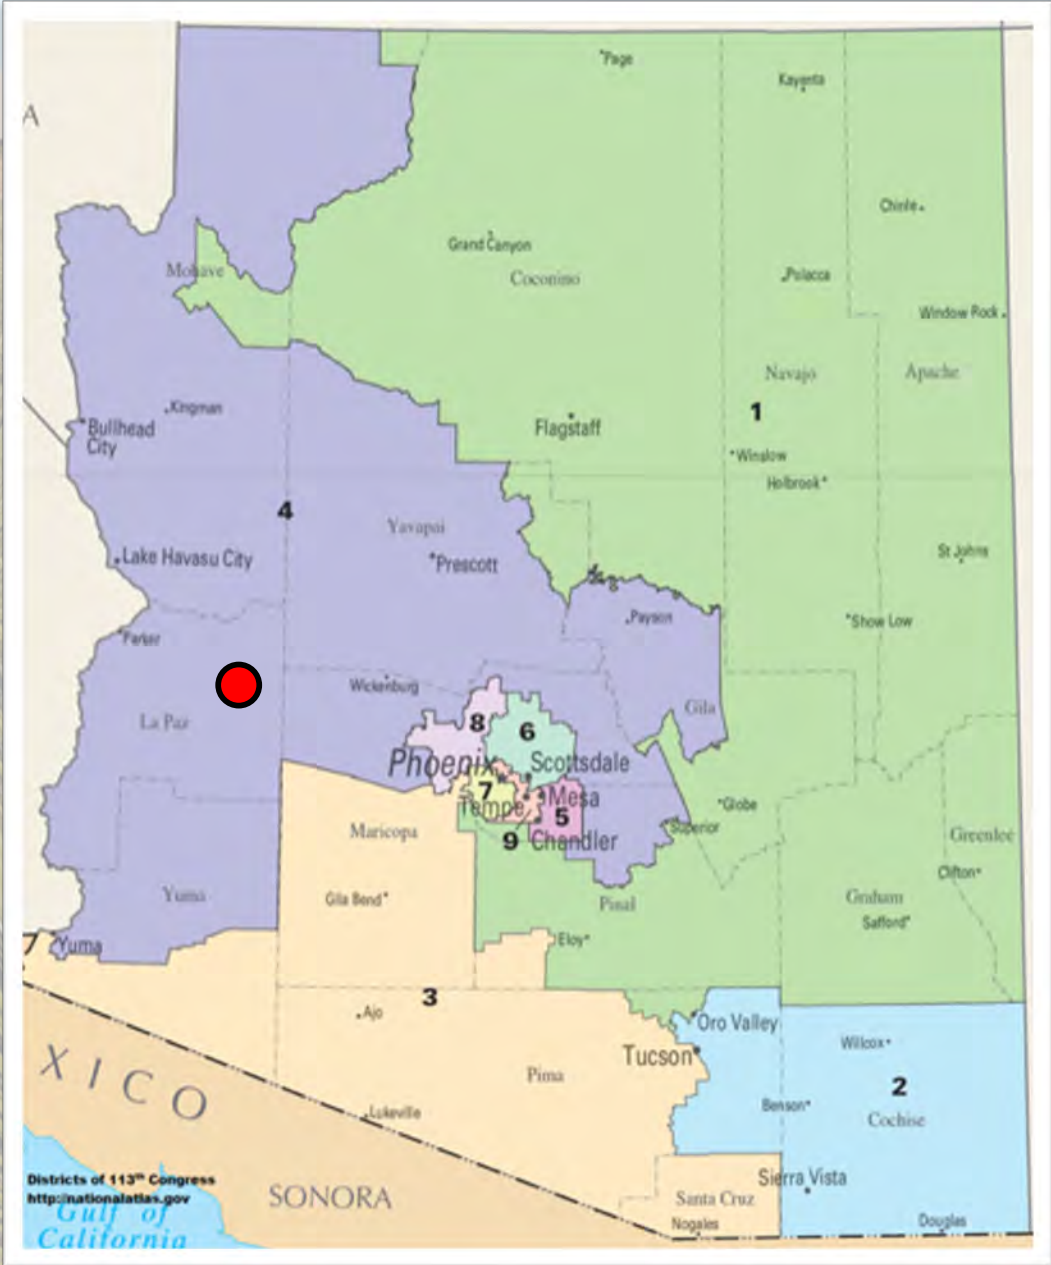 A
Page
Kayenta
Chinle
Grand Canyon
Mohave
Coconino
Polacca
Window Rock
Navajo
Apache
1
Kingman
Bullhead
City
Flagstaff
Winslow
Holbrook
4
Yavapai
Lake Havasu City
Prescott
St Johns
Parker
Payson
Show Low
Wickenburg
La Paz
Gila
8
6
Phoenix
Scottsdale
7
Mesa
Tempe
5
Globe
Superior
Maricopa
9
Chandler
Greenlee
Clifton
Yuma
Gila Bend
Pinal
Graham
Safford
Yuma
Eloy
3
Ajo
Oro Valley
Willcox
Tucson
XICO
Pima
2
Benson
Cochise
Lukeville
Districts of 113th Congress
http://nationalatlas.gov
Sierra Vista
SONORA
Santa Cruz
Gulf of
California
Nogales
Douglas